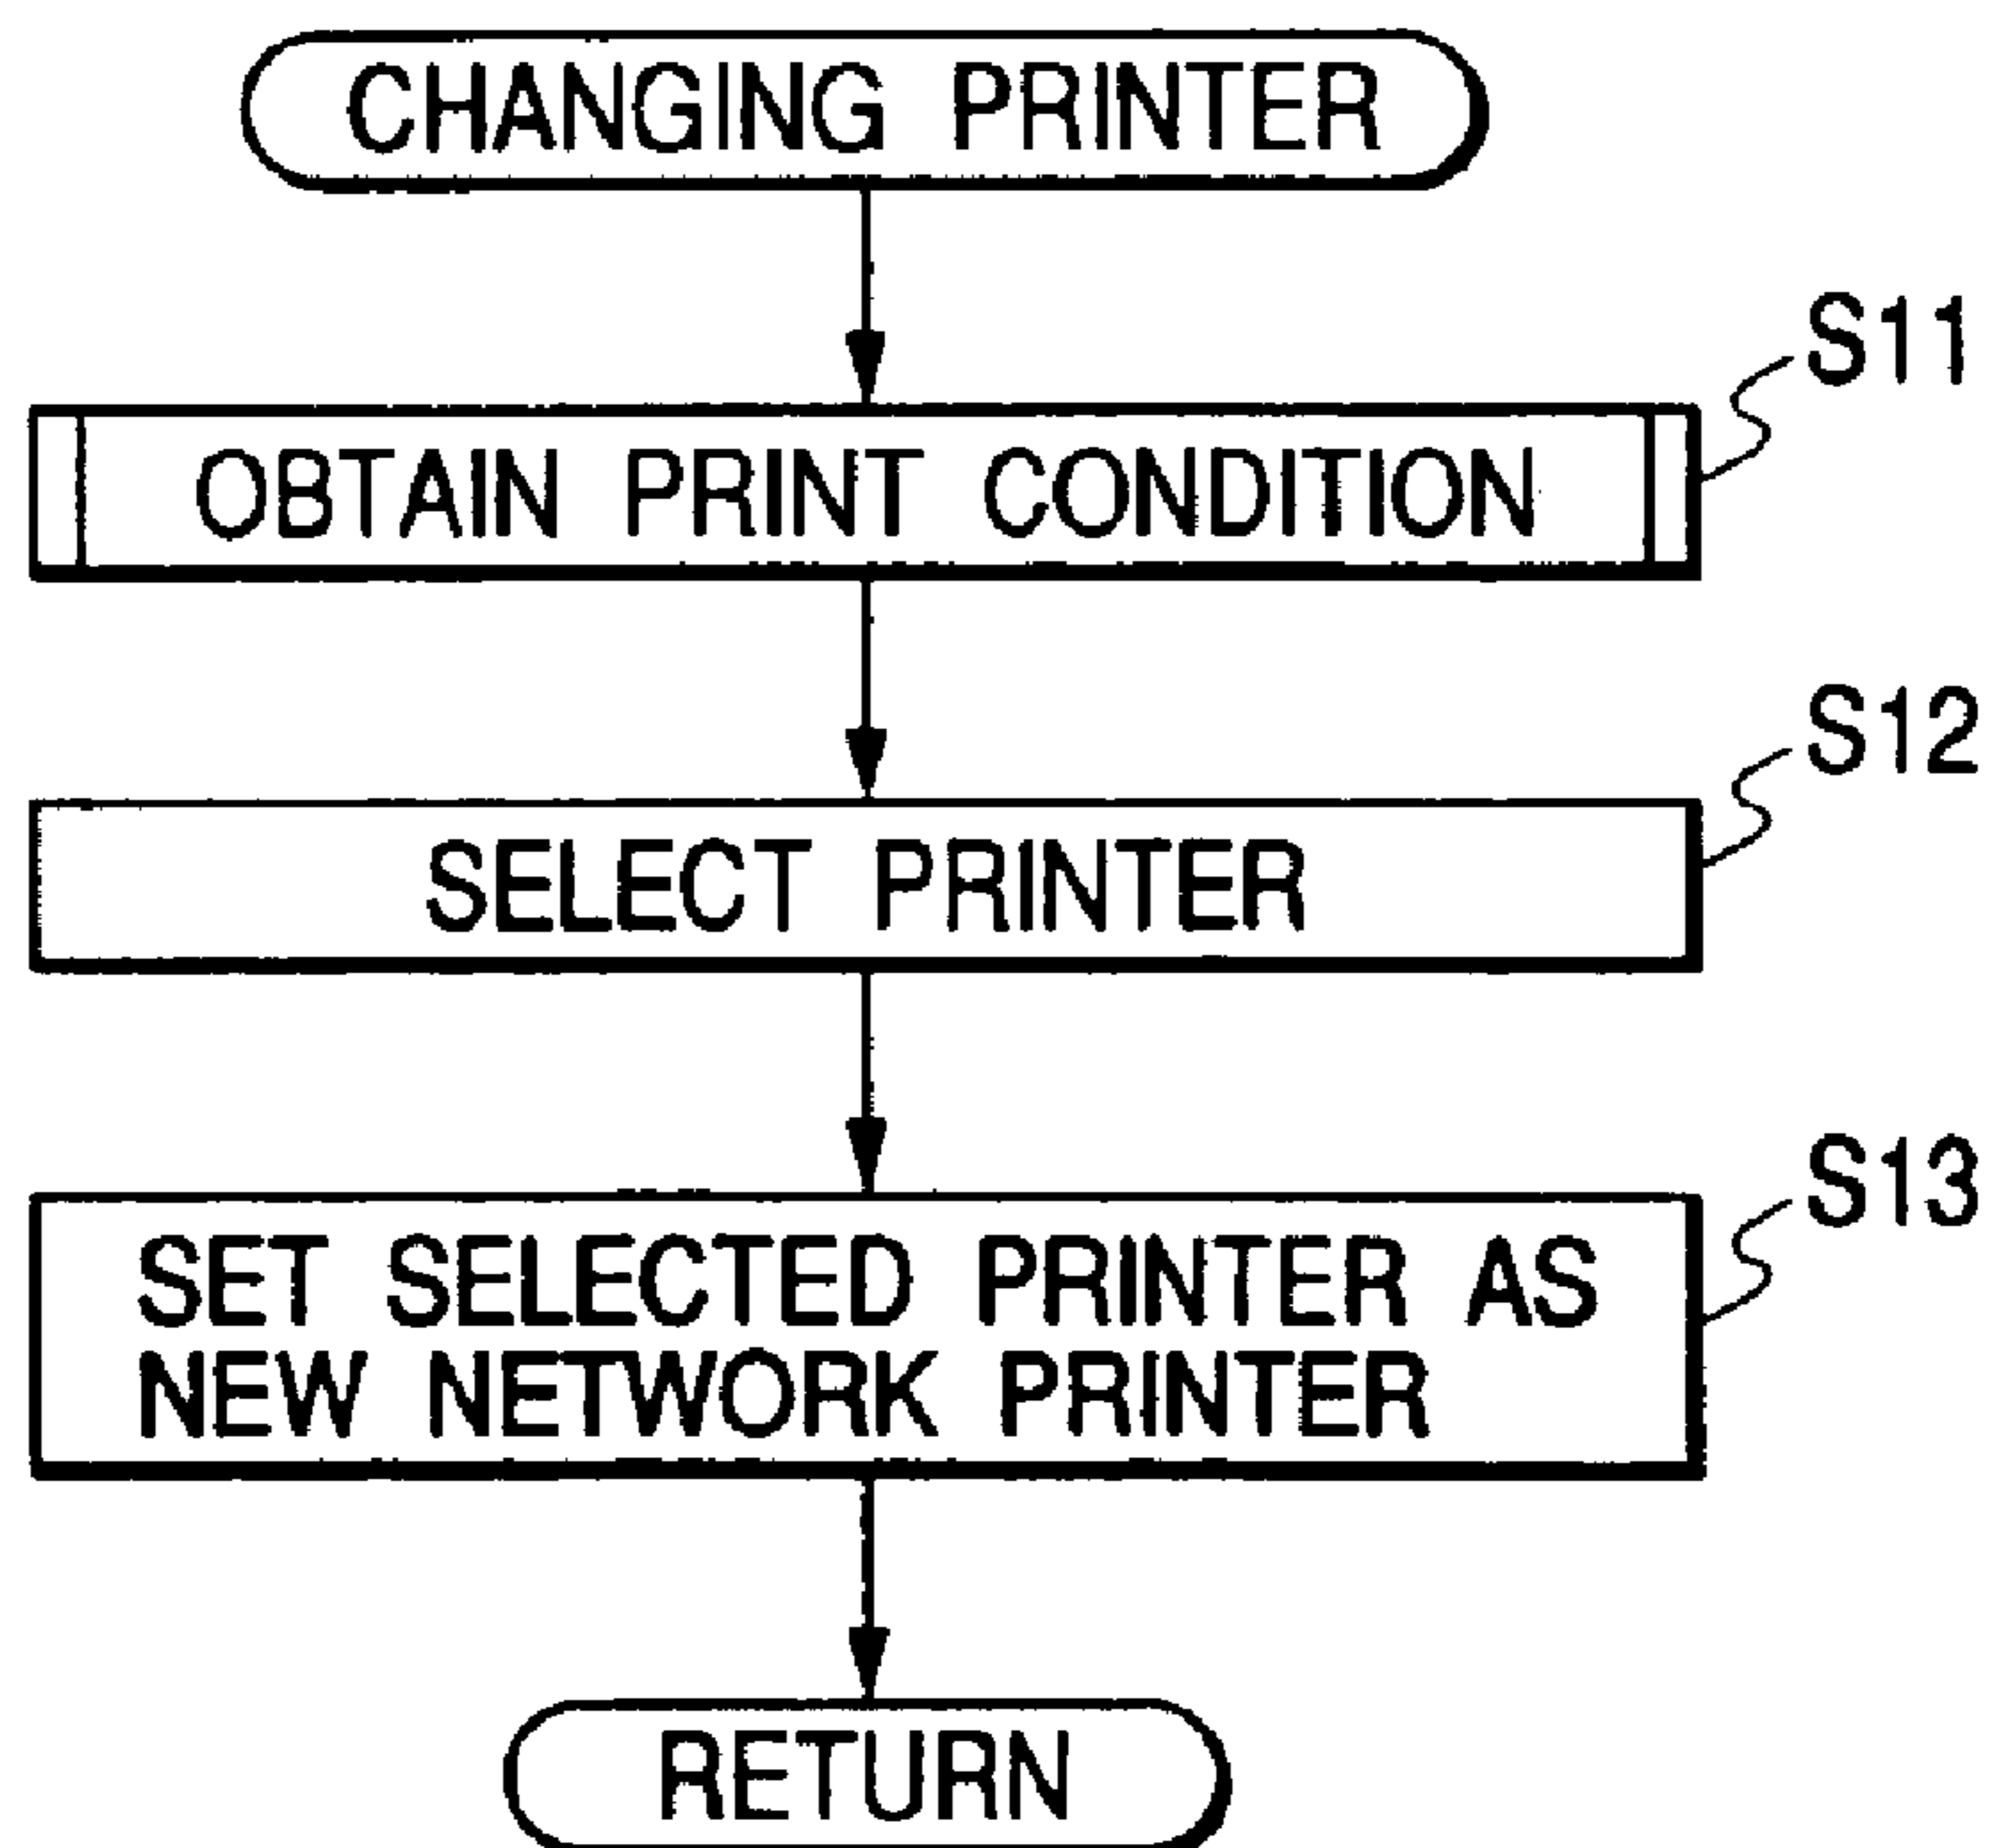 CHANGING PRINTER
S11
OBTAIN PRINT CONDITION
S12
SELECT PRINTER
S13
SET SELECTED PRINTER AS
NEW NETWORK PRINTER
RETURN